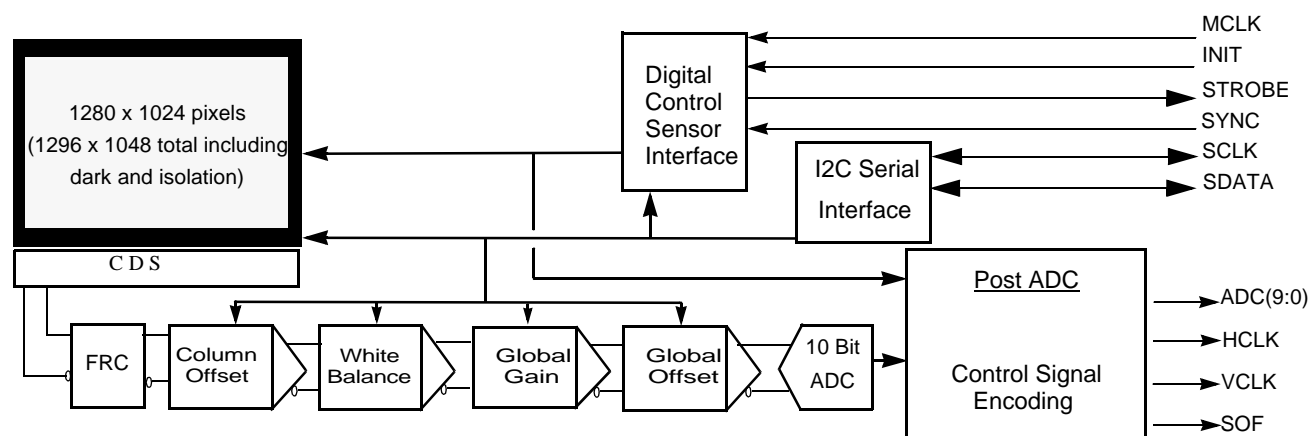 MCLK
INIT
STROBE
SYNC
SCLK
SDATA
Digital
Control
Sensor
Interface
I2C Serial
Interface
1280 x 1024 pixels
(1296 x 1048 total including
dark and isolation)
C D S
FRC
Column
Offset
White
Balance
Global
Gain
Global
Offset
10 Bit
ADC
Post ADC
Control Signal
Encoding
ADC(9:0)
HCLK
VCLK
SOF